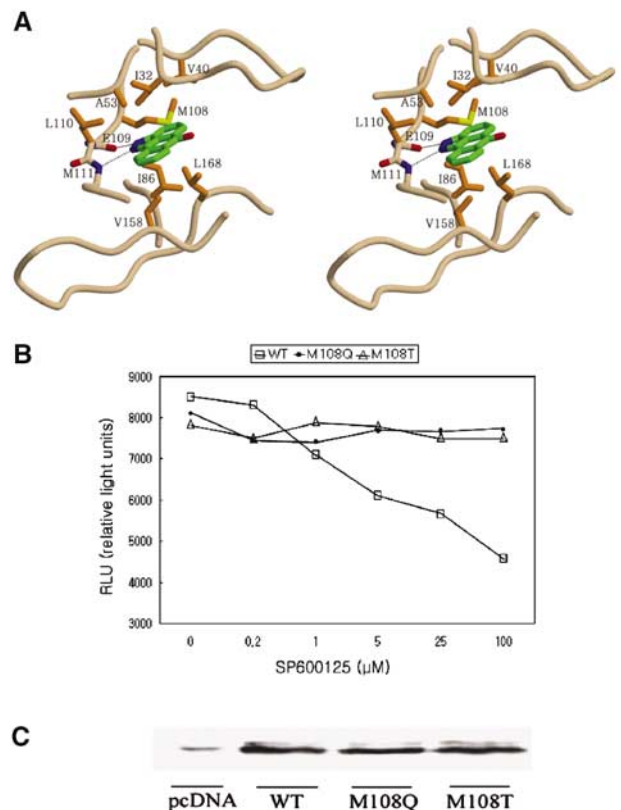 A
V40
I32
A53
M108
L110
E109
M111
I86
L168
V158
V40
I32
A53
M108
L110
E109
M111
I86
L168
V158
B
WT M108Q M108T
9000
8000
7000
6000
5000
4000
3000
RLU (relative light units)
0 0,2 1 5 25 100
SP600125 (μM)
C
pcDNA WT M108Q M108T